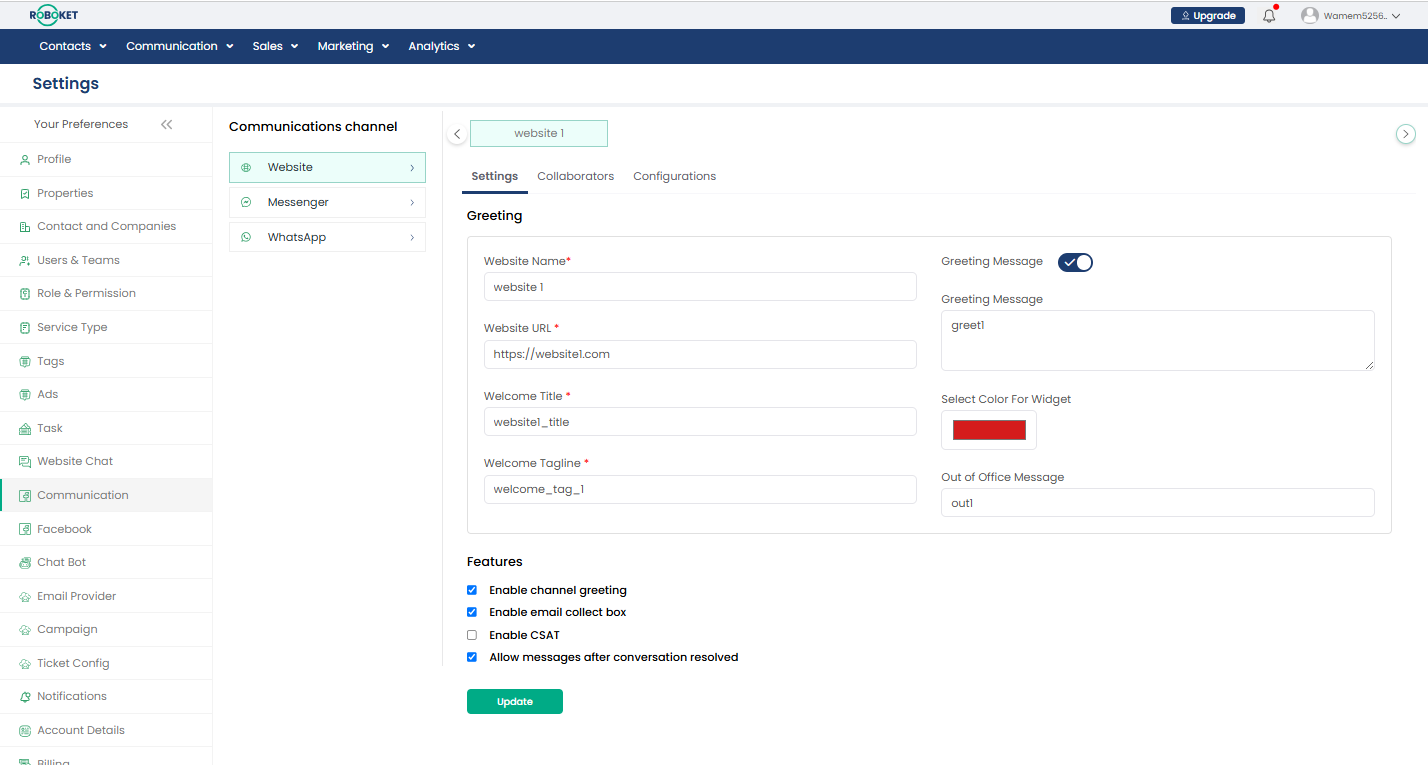 ROBOKET
Upgrade
Wamem5256..
Contacts
Communication
Sales
Marketing
Analytics
Settings
Your Preferences
Profile
Properties
Contact and Companies
Users & Teams
Role & Permission
Service Type
Tags
Ads
Task
Website Chat
Communication
Facebook
Chat Bot
Email Provider
Campaign
Ticket Config
Notifications
Account Details
Billing
Communications channel
Website
Messenger
WhatsApp
website 1
Settings
Collaborators
Configurations
Greeting
Website Name*
website 1
Website URL *
https://website1.com
Welcome Title *
website1_title
Welcome Tagline *
welcome_tag_1
Greeting Message
Greeting Message
greet1
Select Color For Widget
Out of Office Message
out1
Features
Enable channel greeting
Enable email collect box
Enable CSAT
Allow messages after conversation resolved
Update